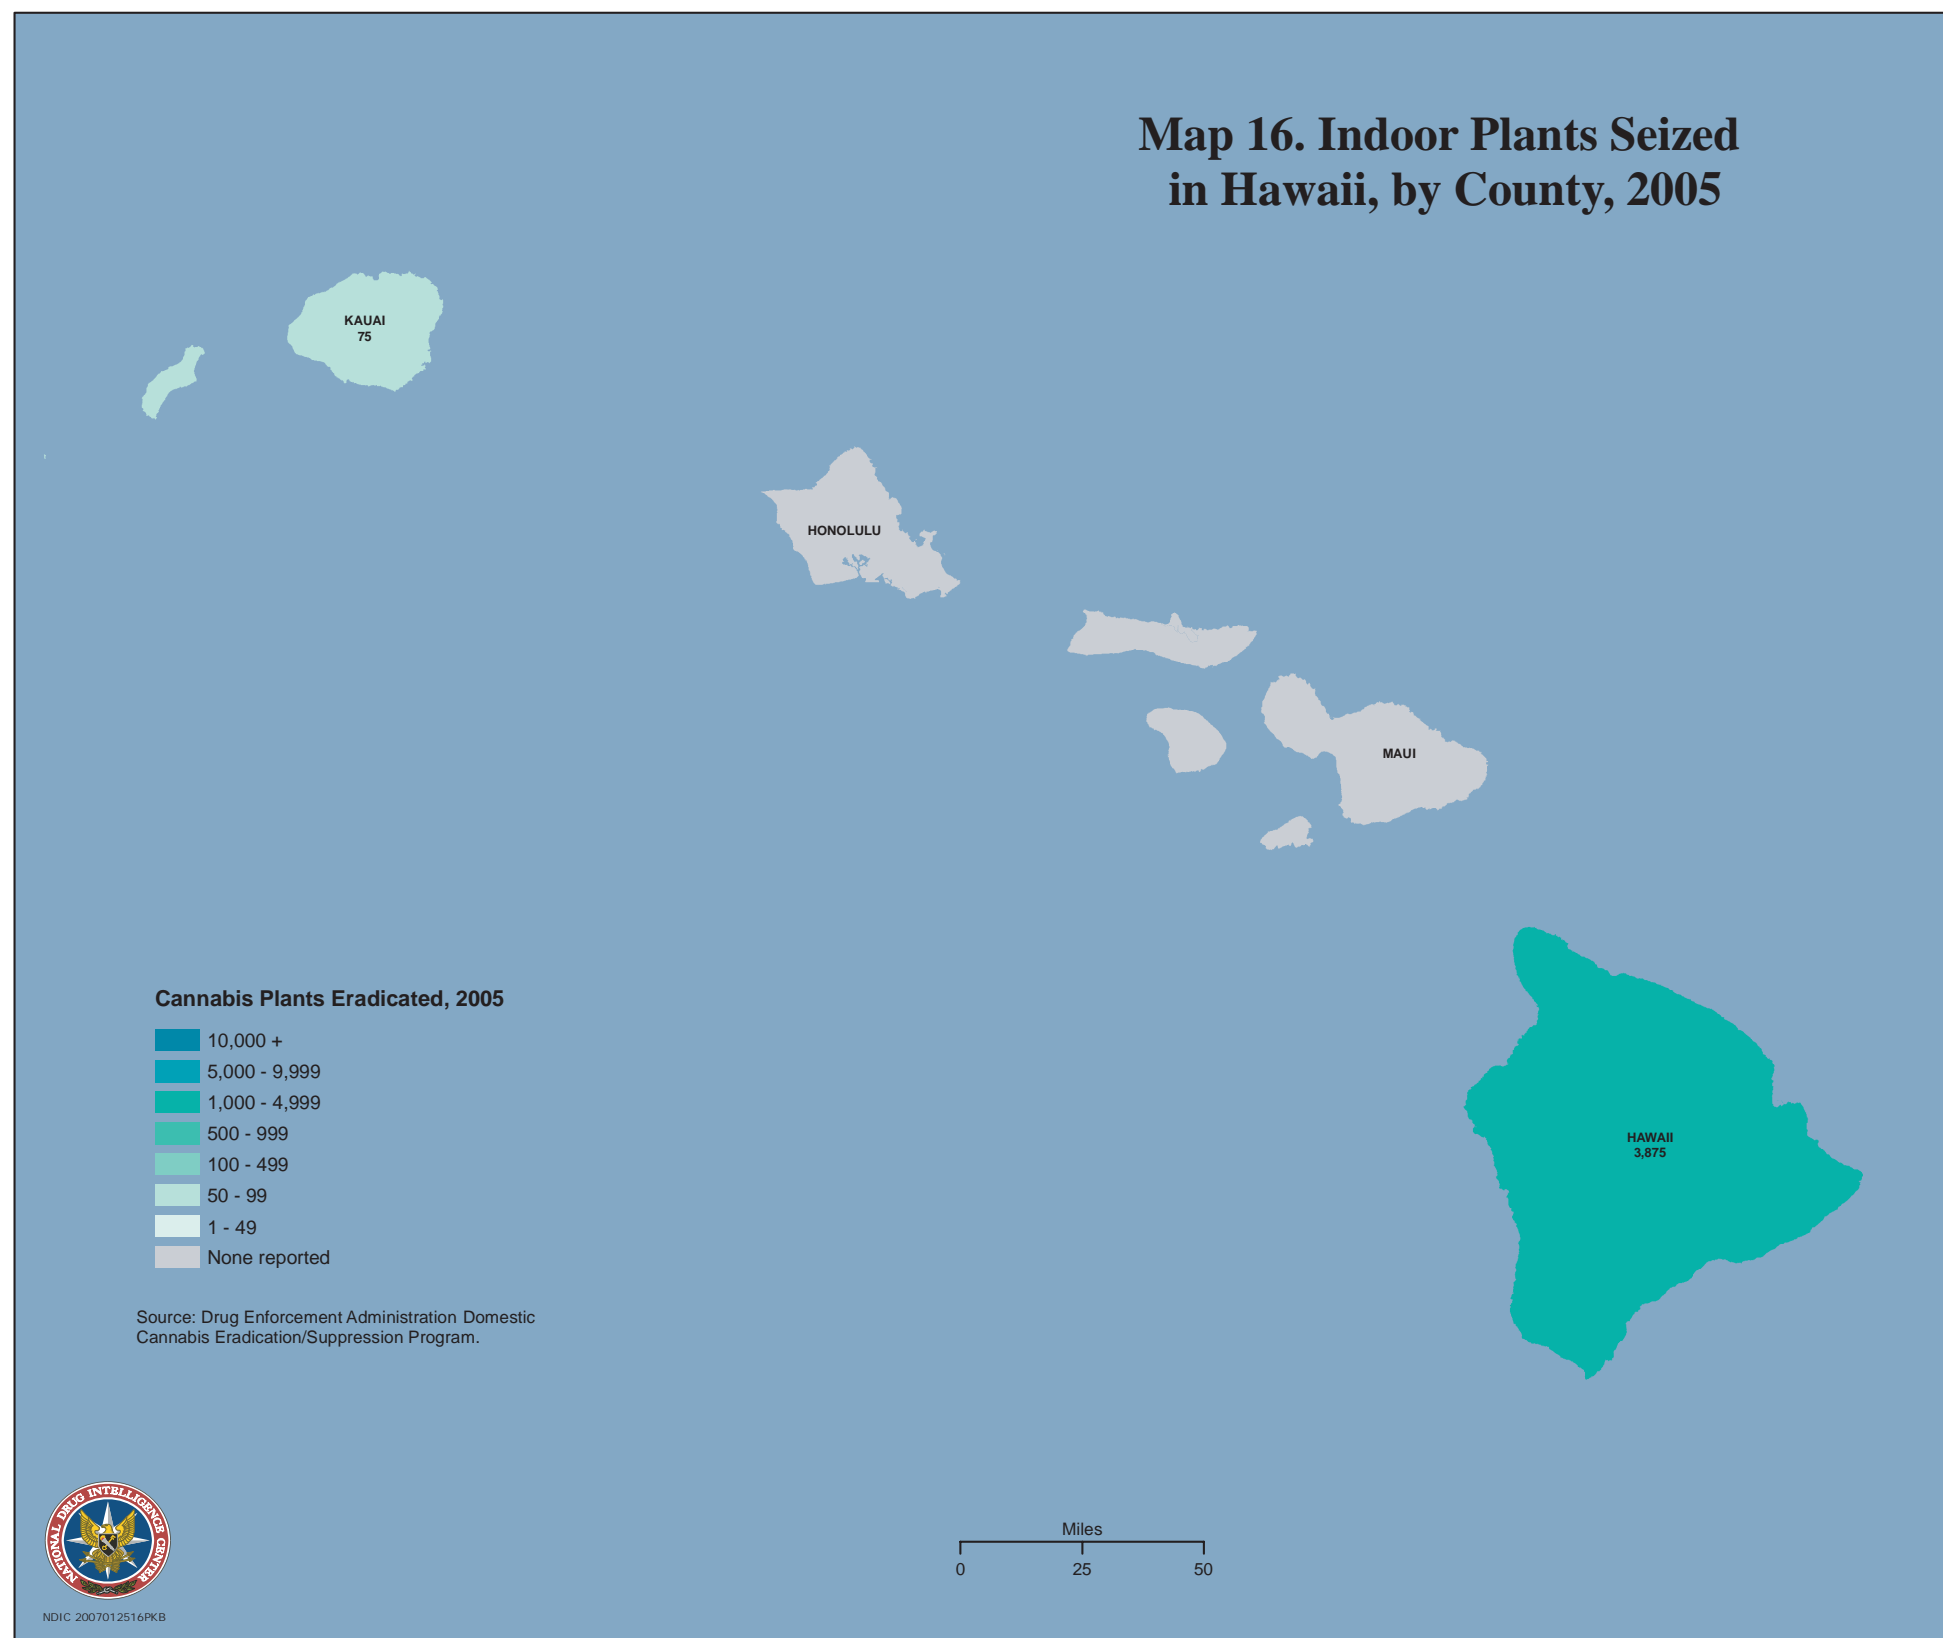 Map 16. Indoor Plants Seized
in Hawaii, by County, 2005
KAUAI
75
HONOLULU
MAUI
HAWAII
3,875
Cannabis Plants Eradicated, 2005
10,000 +
5,000 - 9,999
1,000 - 4,999
500 - 999
100 - 499
50 - 99
1 - 49
None reported
Source: Drug Enforcement Administration Domestic
Cannabis Eradication/Suppression Program.
NATIONAL DRUG INTELLIGENCE CENTER
NDIC 2007012516PKB
Miles
0 25 50